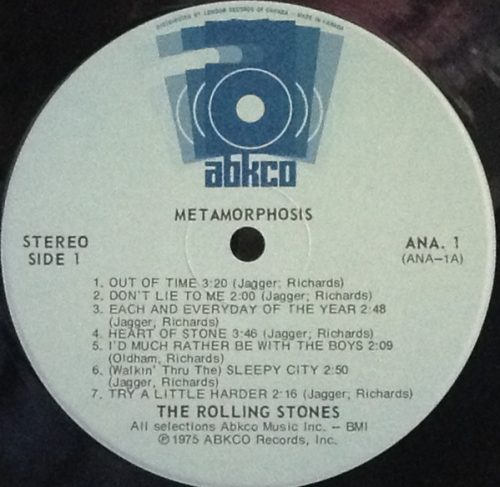 DISTRIBUTED BY LONDON RECORDS OF CANADA - MADE IN CANADA
abkco
METAMORPHOSIS
STEREO
SIDE 1
ANA. 1
(ANA-1A)
1. OUT OF TIME 3:20 (Jagger; Richards)
2. DON'T LIE TO ME 2:00 (Jagger; Richards)
3. EACH AND EVERYDAY OF THE YEAR 2:48
(Jagger, Richards)
4. HEART OF STONE 3:46 (Jagger; Richards)
5. I'D MUCH RATHER BE WITH THE BOYS 2:09
(Oldham, Richards)
6. (Walkin' Thru The) SLEEPY CITY 2:50
(Jagger, Richards)
7. TRY A LITTLE HARDER 2:16 (Jagger, Richards)
THE ROLLING STONES
All selections Abkco Music Inc. – BMI
℗1975 ABKCO Records, Inc.